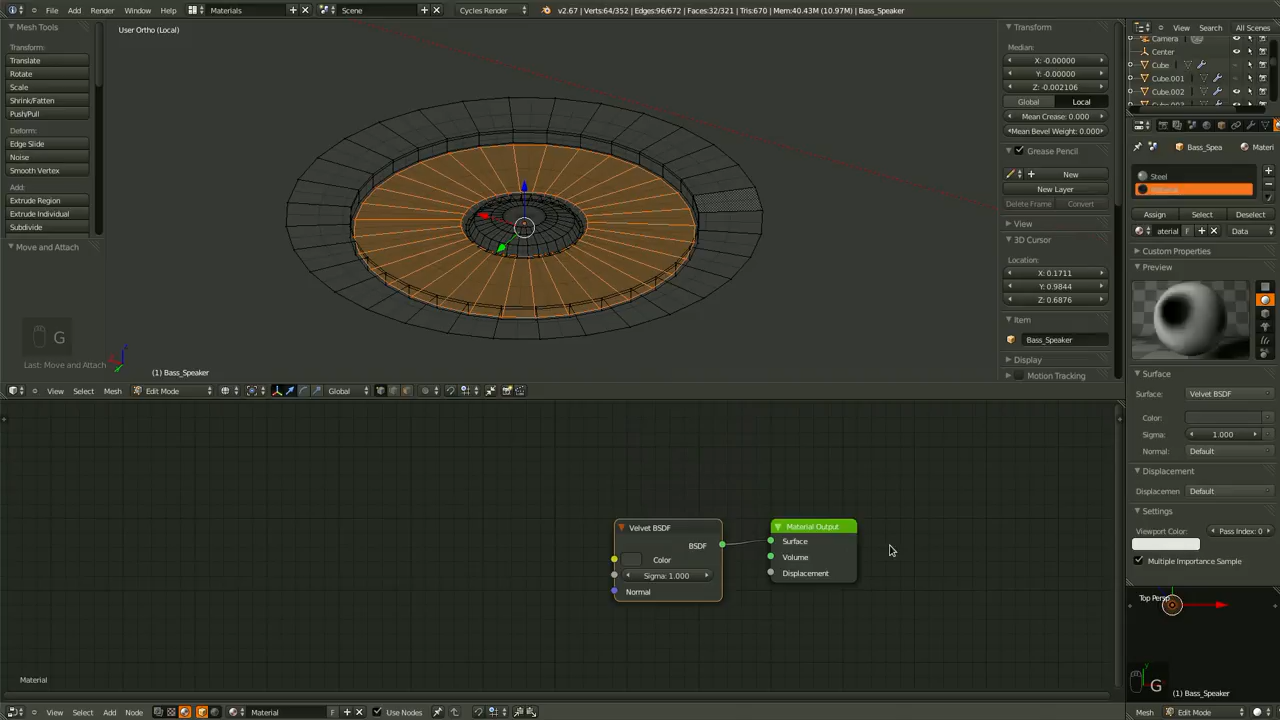 File Add Render Window Help Materials Scene Cycles Render v2.67 | Verts:64/352 | Edges:96/672 | Faces:32/321 | Tris:670 | Mem:40.43M (10.97M) | Bass_Speaker
Mesh Tools
Transform:
Translate
Rotate
Scale
Shrink/Fatten
Push/Pull
Deform:
Edge Slide
Noise
Smooth Vertex
Add:
Extrude Region
Extrude Individual
Subdivide
Move and Attach
G
Last: Move and Attach
User Ortho (Local)
(1) Bass_Speaker
View Select Mesh Edit Mode Global
Transform
Median:
X: -0.00000
Y: -0.00000
Z: -0.002106
Global Local
Mean Crease: 0.000
Mean Bevel Weight: 0.000
Grease Pencil
New
New Layer
Delete Frame Convert
View
3D Cursor
Location:
X: 0.1711
Y: 0.9844
Z: 0.6876
Item
Bass_Speaker
Display
Motion Tracking
View Search All Scenes
Camera
Center
Cube
Cube.001
Cube.002
Bass_Spea Materi
Steel
Assign Select Deselect
aterial F Data
Custom Properties
Preview
Surface
Surface: Velvet BSDF
Color:
Sigma: 1.000
Normal: Default
Displacement
Displacemen Default
Settings
Viewport Color: Pass Index: 0
Multiple Importance Sample
Top Persp
G
(1) Bass_Speaker
Mesh Edit Mode
Velvet BSDF
BSDF
Color
Sigma: 1.000
Normal
Material Output
Surface
Volume
Displacement
Material
View Select Add Node Material F Use Nodes